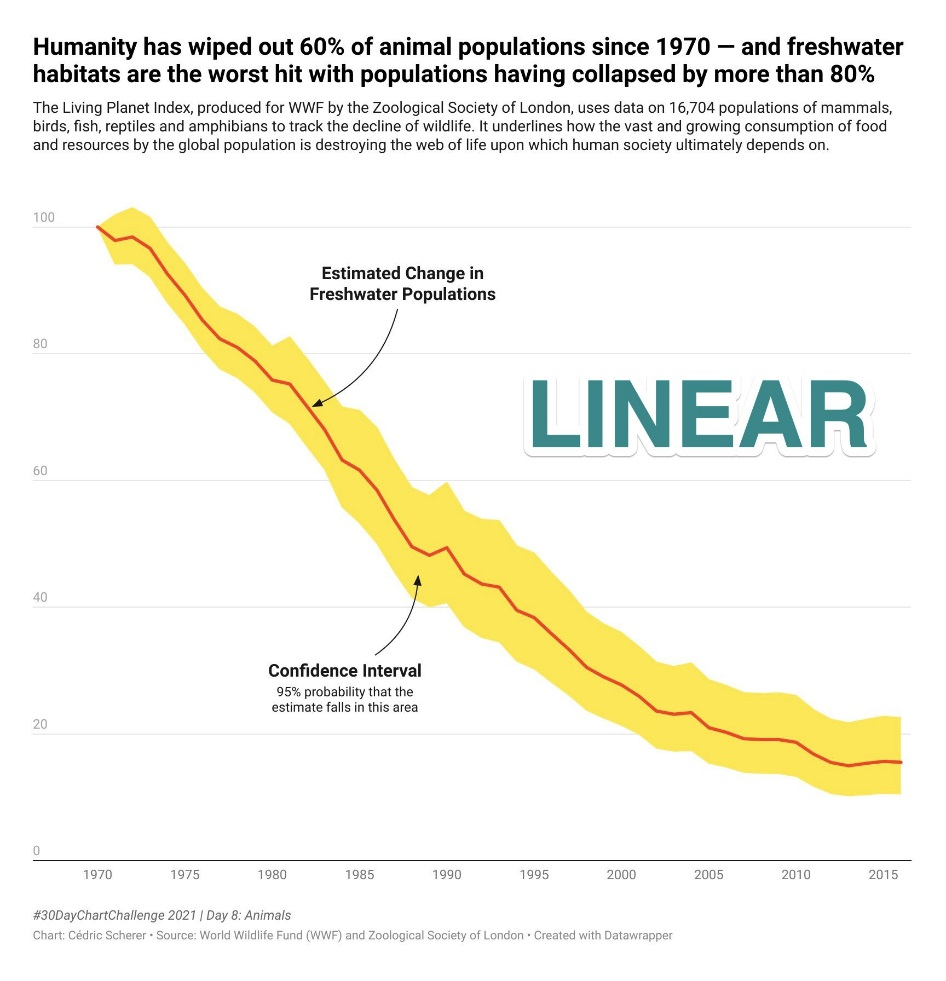 Humanity has wiped out 60% of animal populations since 1970 — and freshwater
habitats are the worst hit with populations having collapsed by more than 80%
The Living Planet Index, produced for WWF by the Zoological Society of London, uses data on 16,704 populations of mammals,
birds, fish, reptiles and amphibians to track the decline of wildlife. It underlines how the vast and growing consumption of food
and resources by the global population is destroying the web of life upon which human society ultimately depends on.
100
Estimated Change in
Freshwater Populations
80
LINEAR
60
40
Confidence Interval
95% probability that the
estimate falls in this area
20
0
1970 1975 1980 1985 1990 1995 2000 2005 2010 2015
#30DayChartChallenge 2021 | Day 8: Animals
Chart: Cédric Scherer • Source: World Wildlife Fund (WWF) and Zoological Society of London • Created with Datawrapper